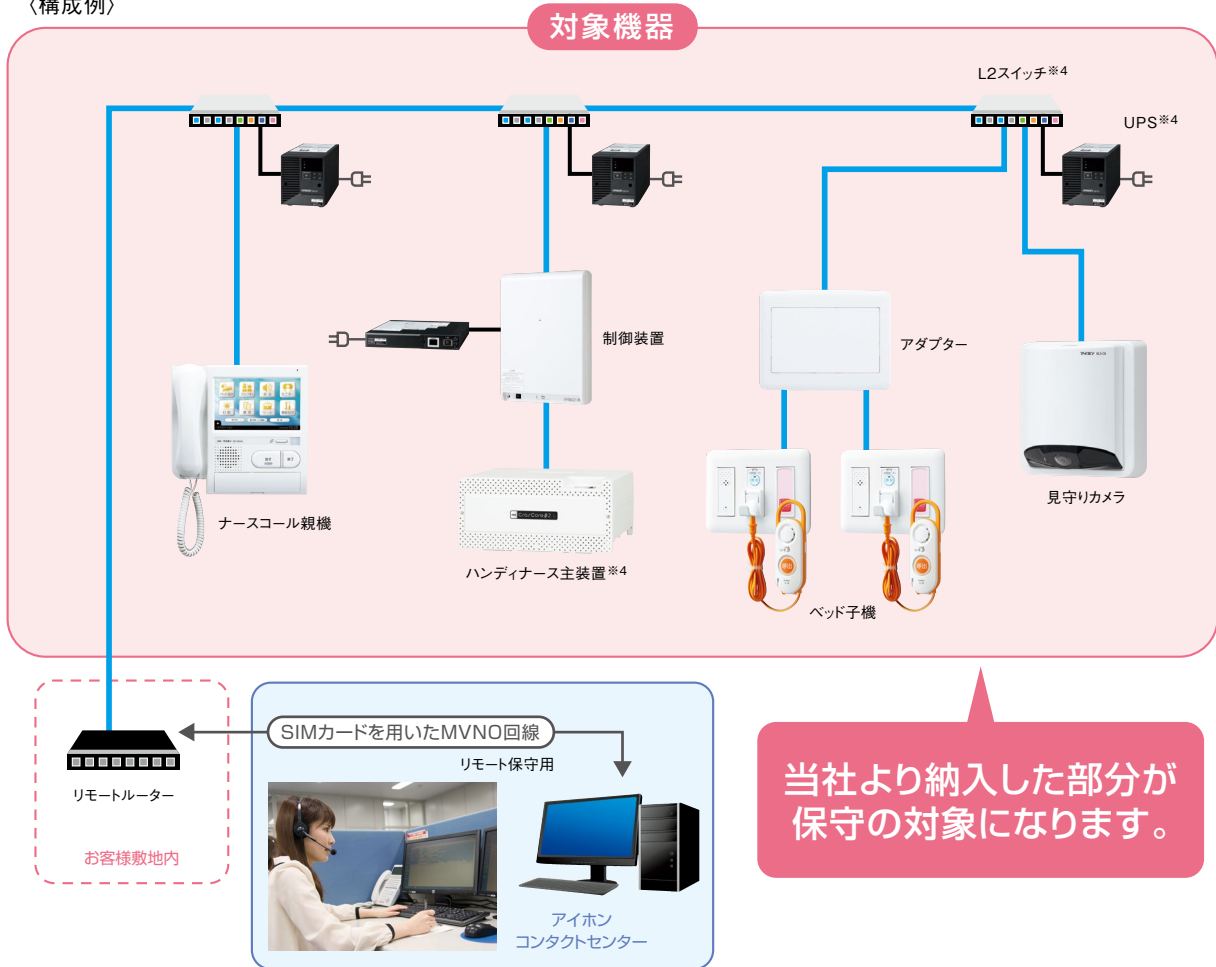 〈構成例〉
対象機器
L2スイッチ※4
UPS※4
制御装置
アダプター
ナースコール親機
ハンディナース主装置※4
ベッド子機
見守りカメラ
SIMカードを用いたMVNO回線
リモート保守用
リモートルーター
お客様敷地内
アイホン
コンタクトセンター
当社より納入した部分が
保守の対象になります。